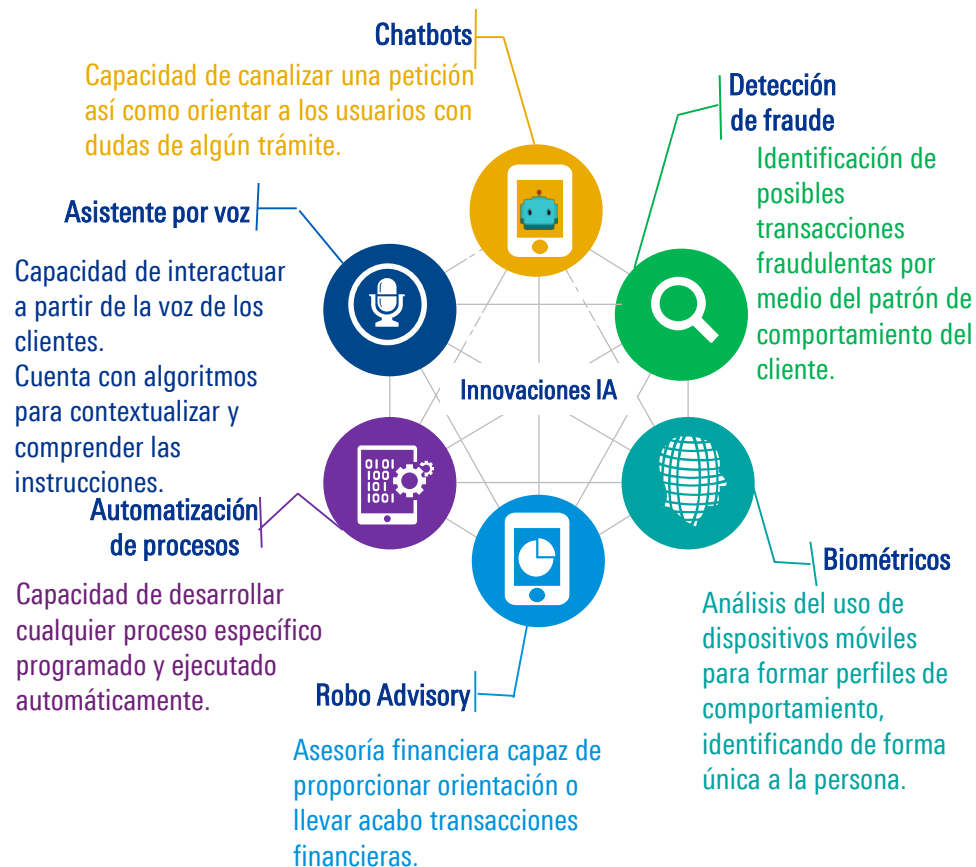 Chatbots
Capacidad de canalizar una petición
así como orientar a los usuarios con
dudas de algún trámite.
Detección
de fraude
Identificación de
posibles
transacciones
fraudulentas por
medio del patrón de
comportamiento del
cliente.
Asistente por voz
Capacidad de interactuar
a partir de la voz de los
clientes.
Cuenta con algoritmos
para contextualizar y
comprender las
instrucciones.
Innovaciones IA
0101
100
101
1001
Automatización
de procesos
Capacidad de desarrollar
cualquier proceso específico
programado y ejecutado
automáticamente.
Biométricos
Análisis del uso de
dispositivos móviles
para formar perfiles de
comportamiento,
identificando de forma
única a la persona.
Robo Advisory
Asesoría financiera capaz de
proporcionar orientación o
llevar acabo transacciones
financieras.